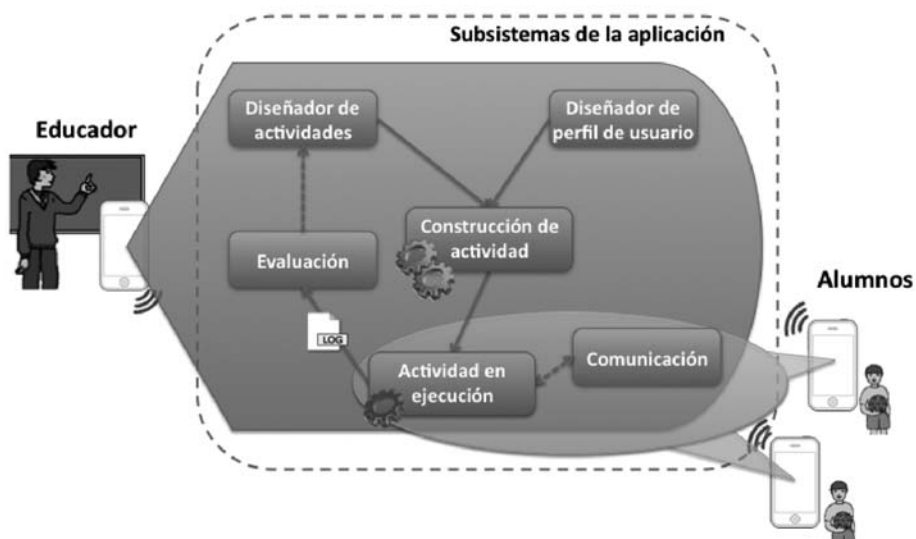 Subsistemas de la aplicación
Educador
Diseñador de
actividades
Diseñador de
perfil de usuario
Construcción de
actividad
Evaluación
Alumnos
LOG
Actividad en
ejecución
Comunicación